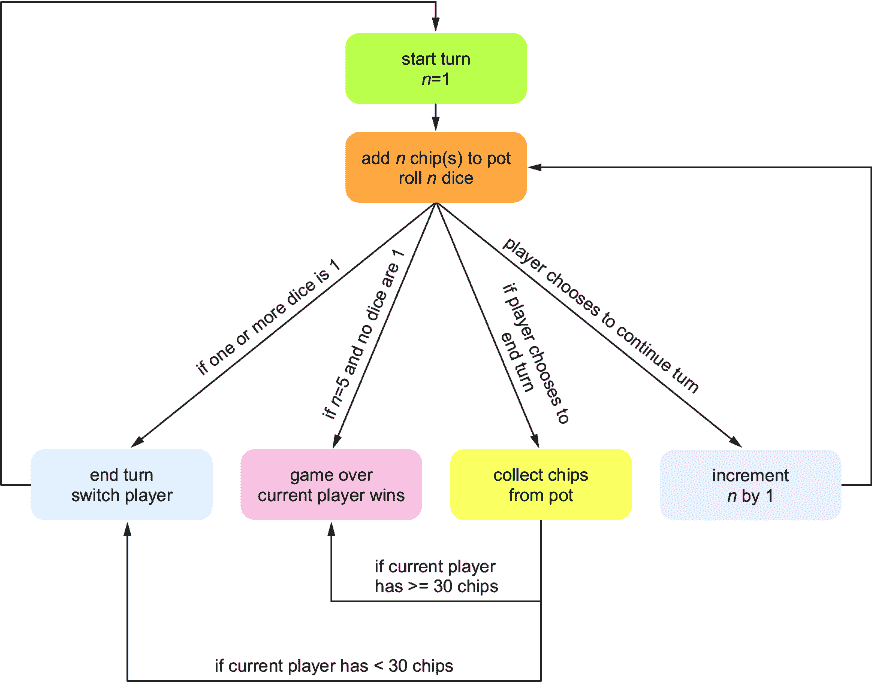 start turn
n=1
add n chip(s) to pot
roll n dice
if one or more dice is 1
if n=5 and no dice are 1
if player chooses to
end turn
player chooses to continue turn
end turn
switch player
game over
current player wins
collect chips
from pot
increment
n by 1
if current player
has >= 30 chips
if current player has < 30 chips